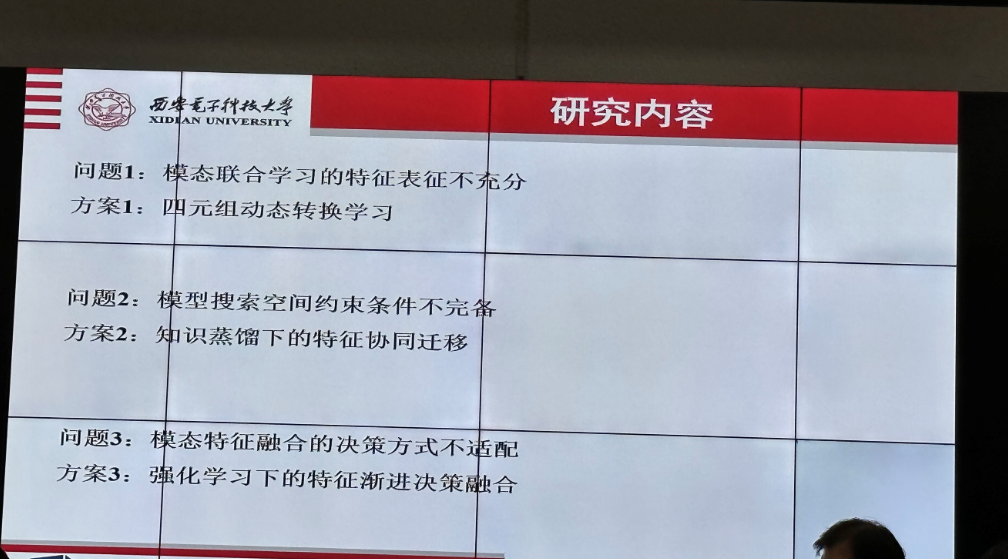 西安电子科技大学
XIDIAN UNIVERSITY
研究内容
问题1：模态联合学习的特征表征不充分
方案1：四元组动态转换学习
问题2：模型搜索空间约束条件不完备
方案2：知识蒸馏下的特征协同迁移
问题3：模态特征融合的决策方式不适配
方案3：强化学习下的特征渐进决策融合